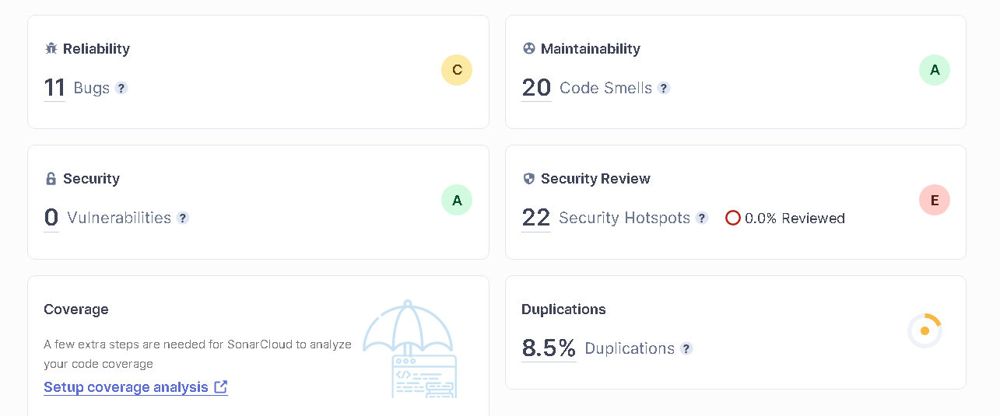 Reliability
11 Bugs ?
C
Maintainability
20 Code Smells ?
A
Security
0 Vulnerabilities ?
A
Security Review
22 Security Hotspots ? 0.0% Reviewed
E
Coverage
A few extra steps are needed for SonarCloud to analyze
your code coverage
Setup coverage analysis
</>
Duplications
8.5% Duplications ?